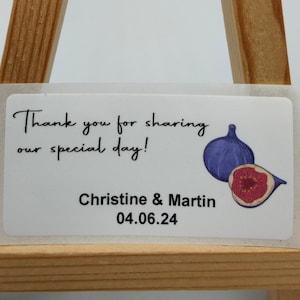 Thank you for sharing
our special day!
Christine & Martin
04.06.24